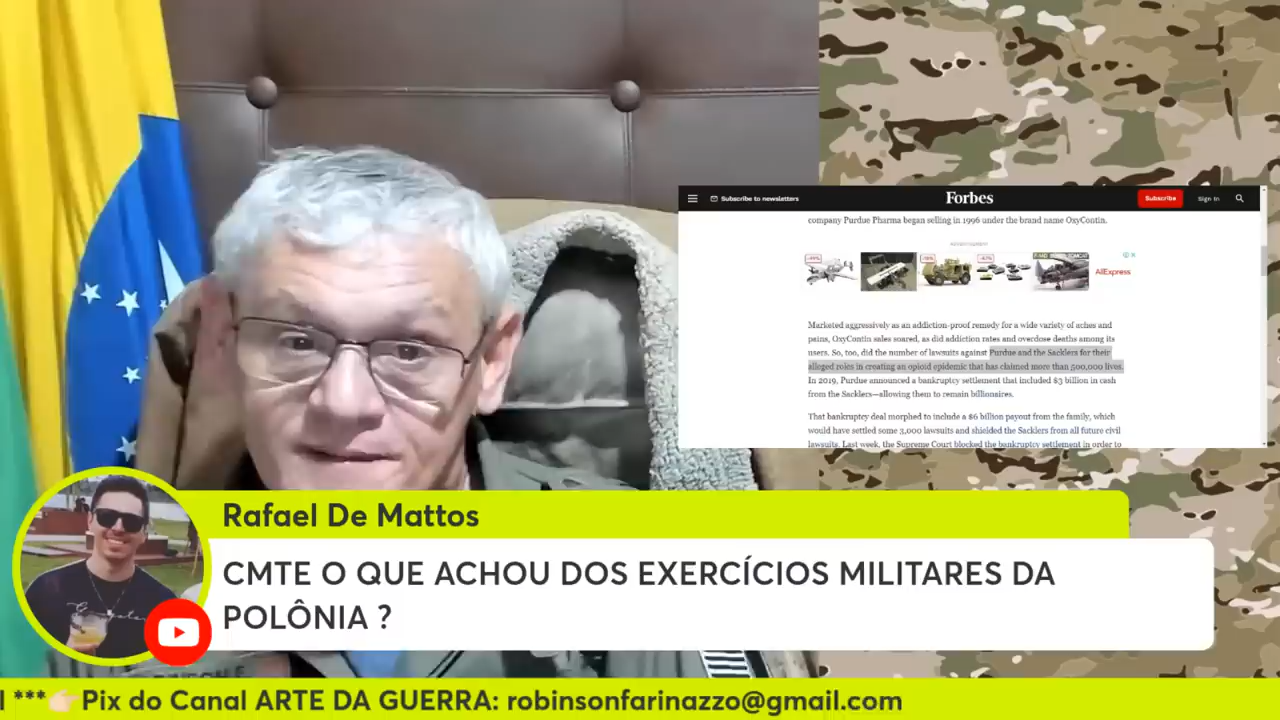 Subscribe to newsletters
Forbes
Subscribe
Sign In
company Purdue Pharma began selling in 1996 under the brand name OxyContin.
ADVERTISEMENT
F-14D TOMCAT
AliExpress
Marketed aggressively as an addiction-proof remedy for a wide variety of aches and
pains, OxyContin sales soared, as did addiction rates and overdose deaths among its
users. So, too, did the number of lawsuits against Purdue and the Sacklers for their
alleged roles in creating an opioid epidemic that has claimed more than 500,000 lives.
In 2019, Purdue announced a bankruptcy settlement that included $3 billion in cash
from the Sacklers—allowing them to remain billionaires.
That bankruptcy deal morphed to include a $6 billion payout from the family, which
would have settled some 3,000 lawsuits and shielded the Sacklers from all future civil
lawsuits. Last week, the Supreme Court blocked the bankruptcy settlement in order to
Rafael De Mattos
CMTE O QUE ACHOU DOS EXERCÍCIOS MILITARES DA
POLÔNIA ?
l ***👉🏻Pix do Canal ARTE DA GUERRA: robinsonfarinazzo@gmail.com